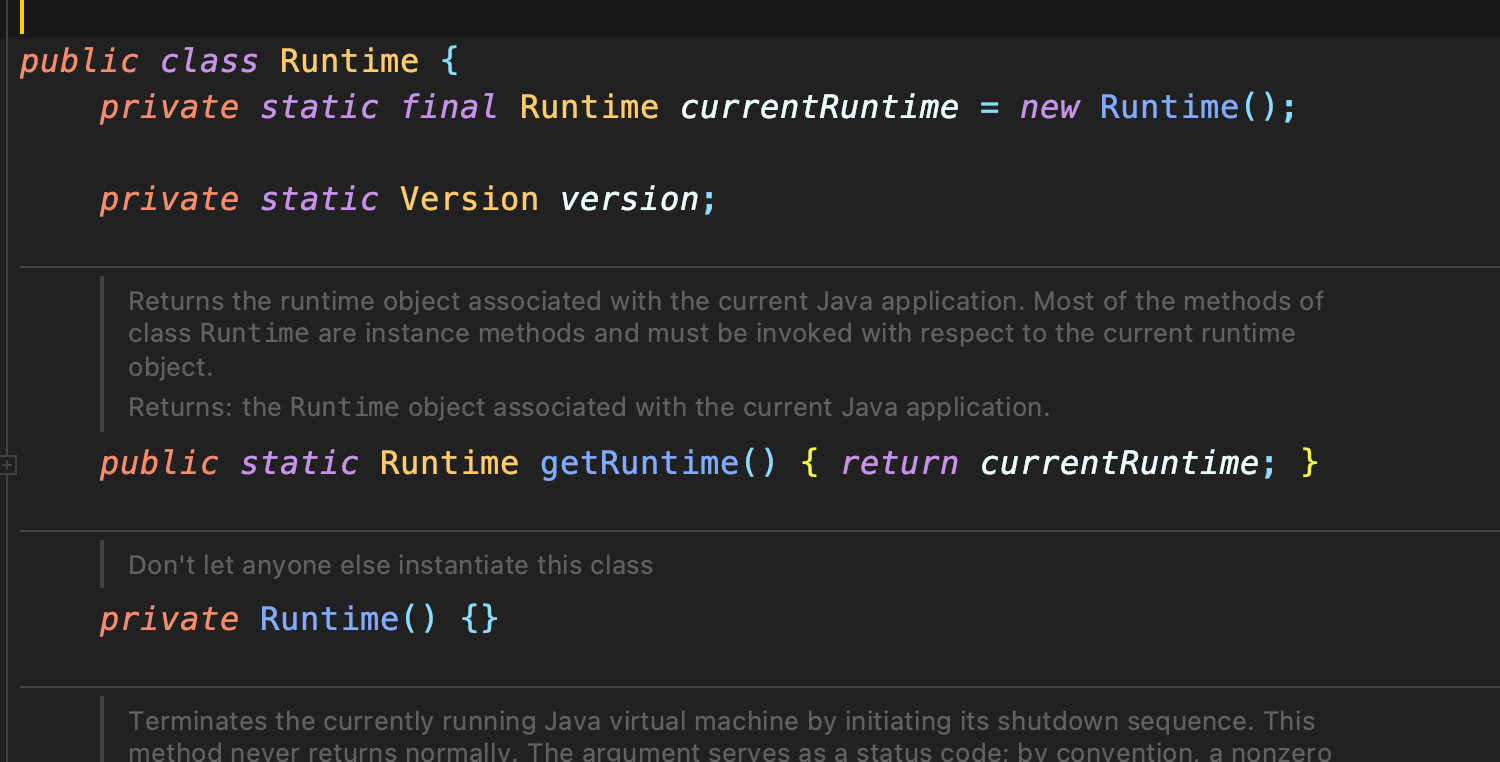 public class Runtime {
private static final Runtime currentRuntime = new Runtime();
private static Version version;
Returns the runtime object associated with the current Java application. Most of the methods of
class Runtime are instance methods and must be invoked with respect to the current runtime
object.
Returns: the Runtime object associated with the current Java application.
public static Runtime getRuntime() { return currentRuntime; }
Don't let anyone else instantiate this class
private Runtime() {}
Terminates the currently running Java virtual machine by initiating its shutdown sequence. This
method never returns normally. The argument serves as a status code; by convention, a nonzero